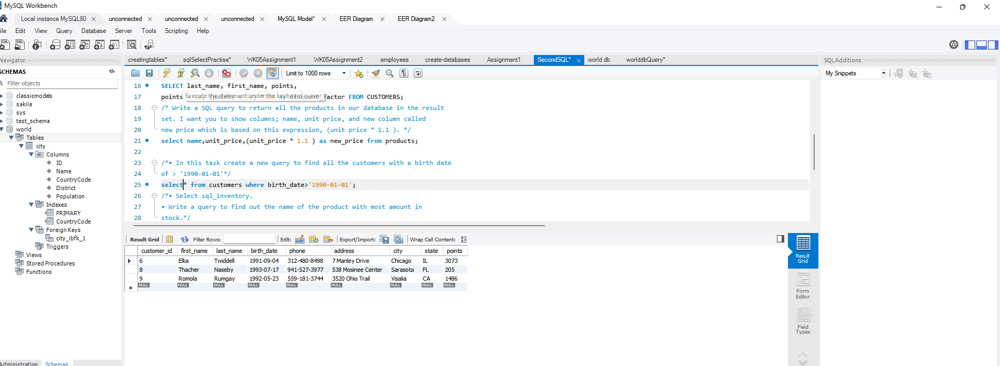 MySQL Workbench
Local instance MySQL80 unconnected unconnected unconnected MySQL Model* EER Diagram EER Diagram2
ile Edit View Query Database Server Tools Scripting Help
Navigator
SCHEMAS
Filter objects
classicmodels
sakila
sys
test_schema
world
Tables
city
Columns
ID
Name
CountryCode
District
Population
Indexes
PRIMARY
CountryCode
Foreign Keys
city_ibfk_1
Triggers
Views
Stored Procedures
Functions
Administration Schemas
creatingtables* sqlSelectPractise* WK05Assignment1 WK05Assignment2 employees create-databases Assignment1 SecondSQL* world db worlddbQuery*
Limit to 1000 rows
16 SELECT last_name, first_name, points,
17 points factor FROM CUSTOMERS;
Execute the statement under the keyboard cursor
18 /* Write a SQL query to return all the products in our database in the result
19 set. I want you to show columns; name, unit price, and new column called
20 new price which is based on this expression, (unit price * 1.1 ). */
21 select name,unit_price,(unit_price * 1.1 ) as new_price from products;
22
23 /*• In this task create a new query to find all the customers with a birth date
24 of > '1990-01-01'*/
25 select* from customers where birth_date>'1990-01-01';
26 /*• Select sql_inventory.
27 • Write a query to find out the name of the product with most amount in
28 stock.*/
Result Grid Filter Rows: Edit: Export/Import: Wrap Cell Content:
customer_id first_name last_name birth_date phone address city state points
6 Elka Twiddell 1991-09-04 312-480-8498 7 Manley Drive Chicago IL 3073
8 Thacher Naseby 1993-07-17 941-527-3977 538 Mosinee Center Sarasota FL 205
9 Romola Rumgay 1992-05-23 559-181-3744 3520 Ohio Trail Visalia CA 1486
NULL NULL NULL NULL NULL NULL NULL NULL NULL
Result
Grid
Form
Editor
Field
Types
SQLAdditions
My Snippets